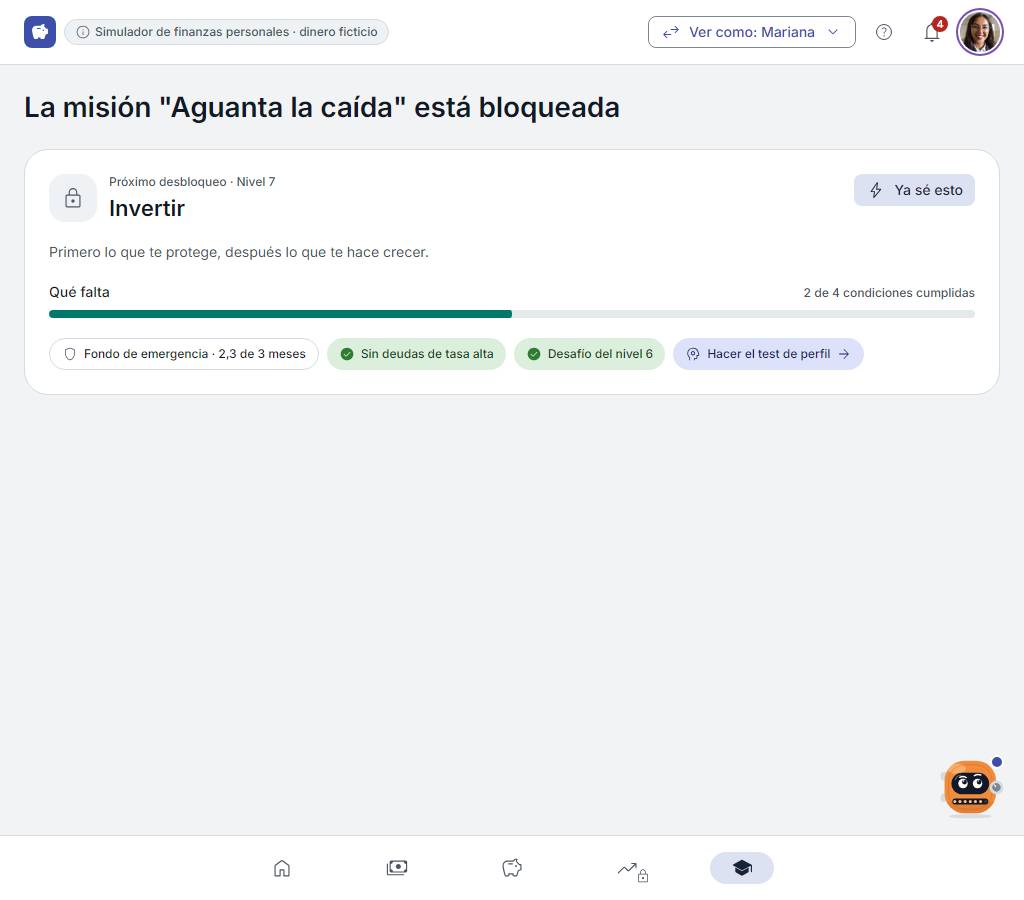 Simulador de finanzas personales · dinero ficticio
Ver como: Mariana
4
La misión "Aguanta la caída" está bloqueada
Próximo desbloqueo · Nivel 7
Invertir
Ya sé esto
Primero lo que te protege, después lo que te hace crecer.
Qué falta
2 de 4 condiciones cumplidas
Fondo de emergencia · 2,3 de 3 meses
Sin deudas de tasa alta
Desafío del nivel 6
Hacer el test de perfil